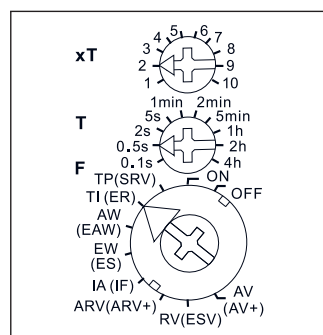 xT
1
2
3
4
5
6
7
8
9
10
T
0.1s
0.5s
2s
5s
1min
2min
5min
1h
2h
4h
F
ON
OFF
TP(SRV)
TI (ER)
AW
(EAW)
EW
(ES)
IA (IF)
ARV(ARV+)
RV(ESV)
AV
(AV+)